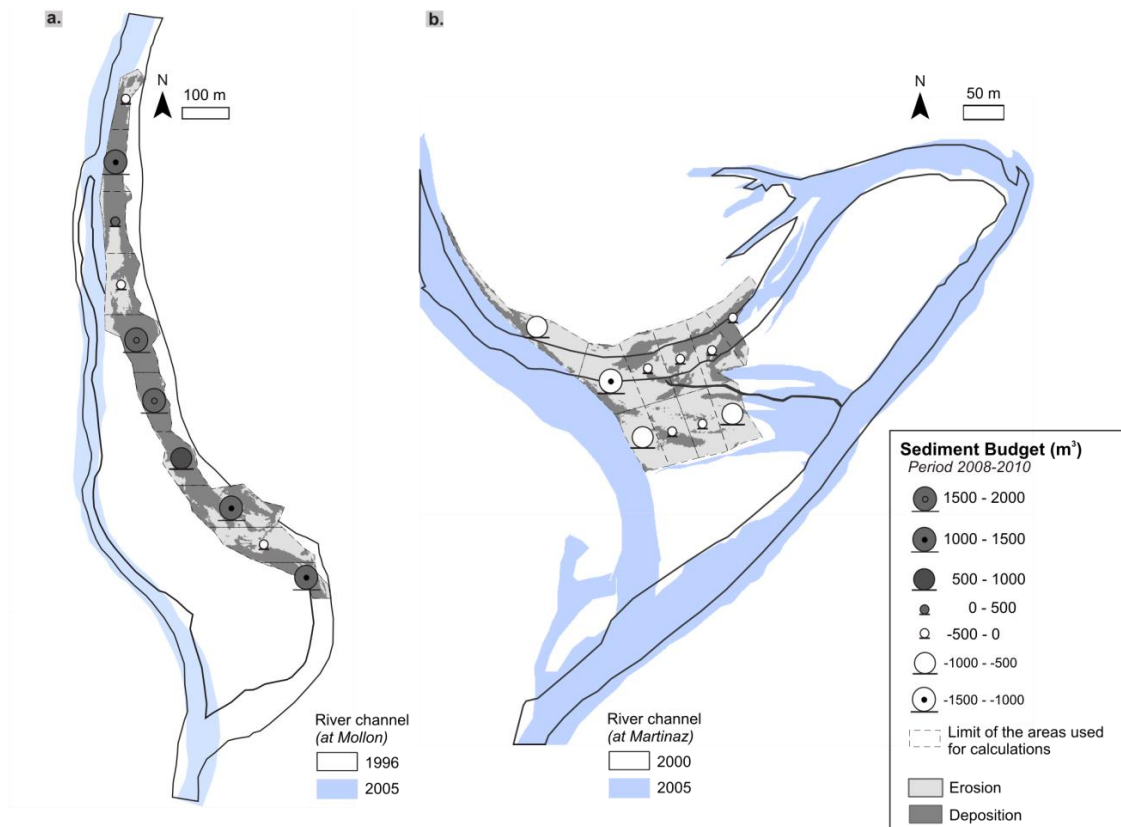 a.
N
100 m
River channel
(at Mollon)
1996
2005
b.
N
50 m
River channel
(at Martinaz)
2000
2005
Sediment Budget (m³)
Period 2008-2010
1500 - 2000
1000 - 1500
500 - 1000
0 - 500
-500 - 0
-1000 - -500
-1500 - -1000
Limit of the areas used
for calculations
Erosion
Deposition